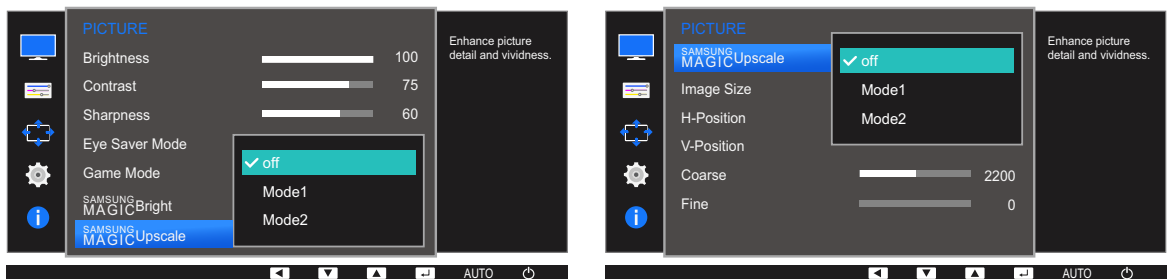 PICTURE
Brightness 100
Contrast 75
Sharpness 60
Eye Saver Mode
Game Mode
SAMSUNG
MAGICBright
SAMSUNG
MAGICUpscale
off
Mode1
Mode2
Enhance picture
detail and vividness.
AUTO
PICTURE
SAMSUNG
MAGICUpscale
Image Size
H-Position
V-Position
Coarse 2200
Fine 0
off
Mode1
Mode2
Enhance picture
detail and vividness.
AUTO